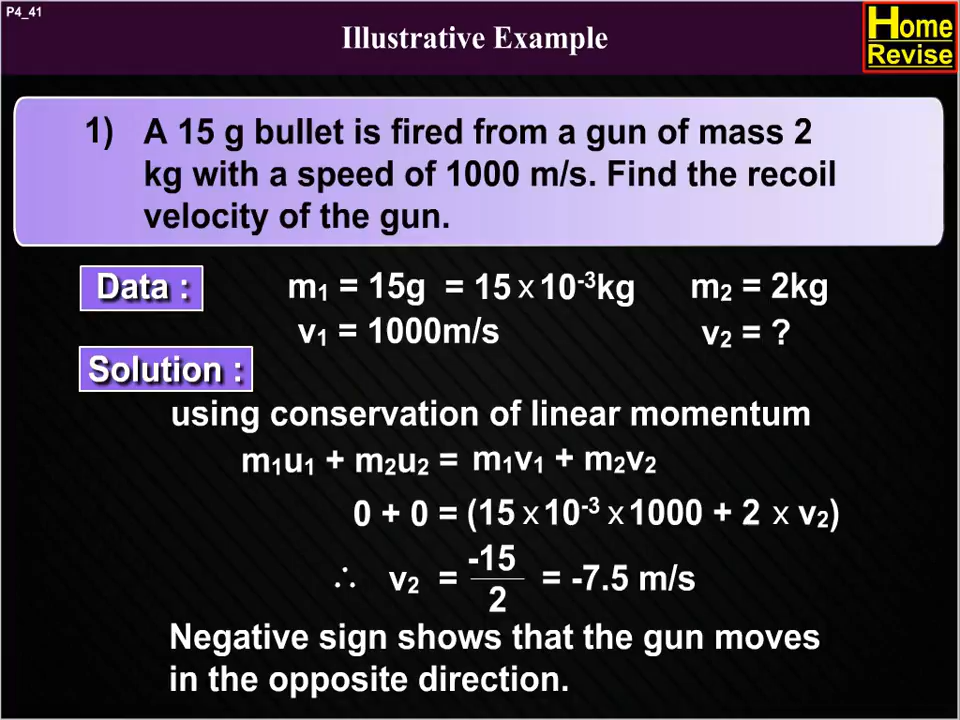 P4_41
Illustrative Example
Home
Revise
1) A 15 g bullet is fired from a gun of mass 2
kg with a speed of 1000 m/s. Find the recoil
velocity of the gun.
Data : m₁ = 15g = 15 x 10⁻³kg m₂ = 2kg
v₁ = 1000m/s v₂ = ?
Solution :
using conservation of linear momentum
m₁u₁ + m₂u₂ = m₁v₁ + m₂v₂
0 + 0 = (15 x 10⁻³ x 1000 + 2 x v₂)
∴ v₂ = -15/2 = -7.5 m/s
Negative sign shows that the gun moves
in the opposite direction.